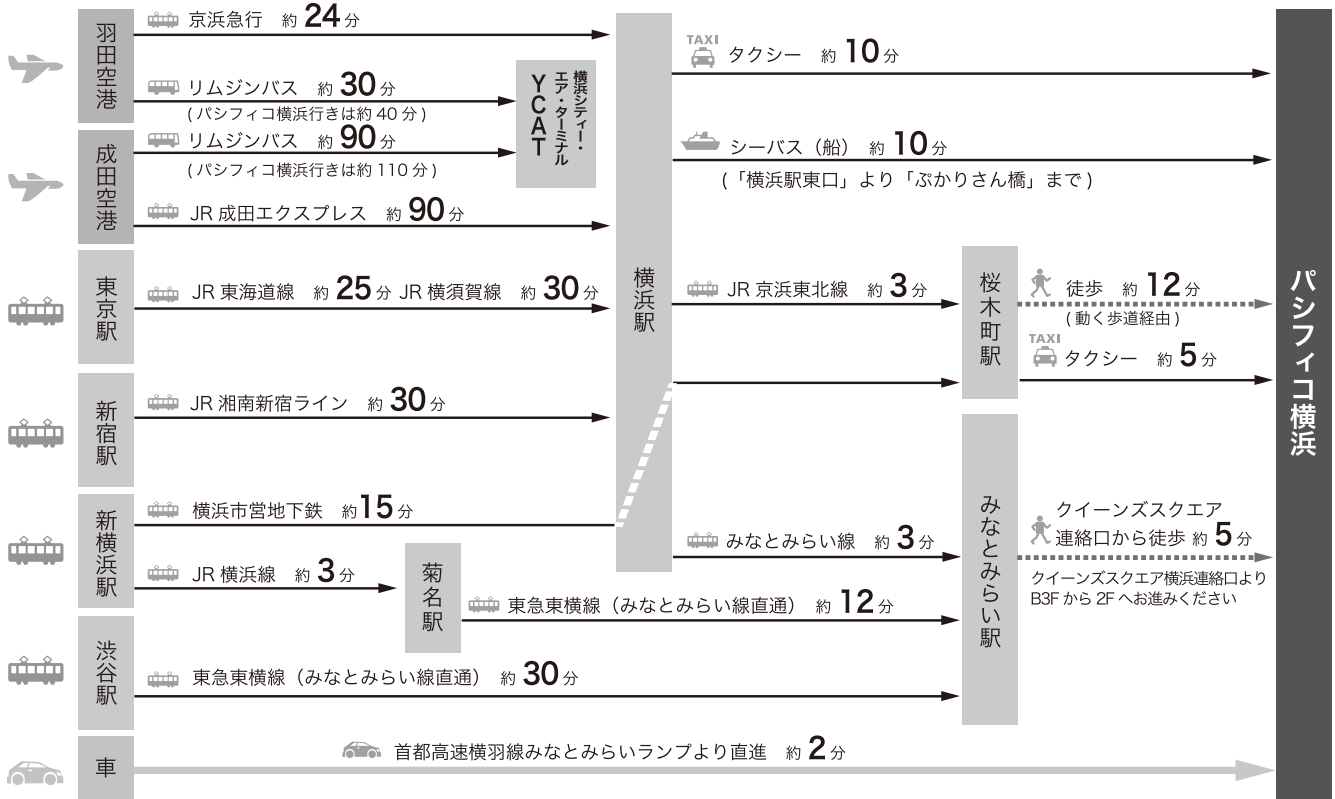 羽田空港
京浜急行 約24分
リムジンバス 約30分
(パシフィコ横浜行きは約40分)
成田空港
リムジンバス 約90分
(パシフィコ横浜行きは約110分)
JR 成田エクスプレス 約90分
横浜シティー・
エア・ターミナル
YCAT
東京駅
JR 東海道線 約25分 JR 横須賀線 約30分
新宿駅
JR 湘南新宿ライン 約30分
新横浜駅
横浜市営地下鉄 約15分
JR 横浜線 約3分
菊名駅
東急東横線（みなとみらい線直通） 約12分
渋谷駅
東急東横線（みなとみらい線直通） 約30分
車
首都高速横羽線みなとみらいランプより直進 約2分
横浜駅
TAXI
タクシー 約10分
シーバス（船） 約10分
(「横浜駅東口」より「ぷかりさん橋」まで)
JR 京浜東北線 約3分
桜木町駅
徒歩 約12分
(動く歩道経由)
TAXI
タクシー 約5分
みなとみらい線 約3分
みなとみらい駅
クイーンズスクエア
連絡口から徒歩 約5分
クイーンズスクエア横浜連絡口より
B3Fから2Fへお進みください
パシフィコ横浜